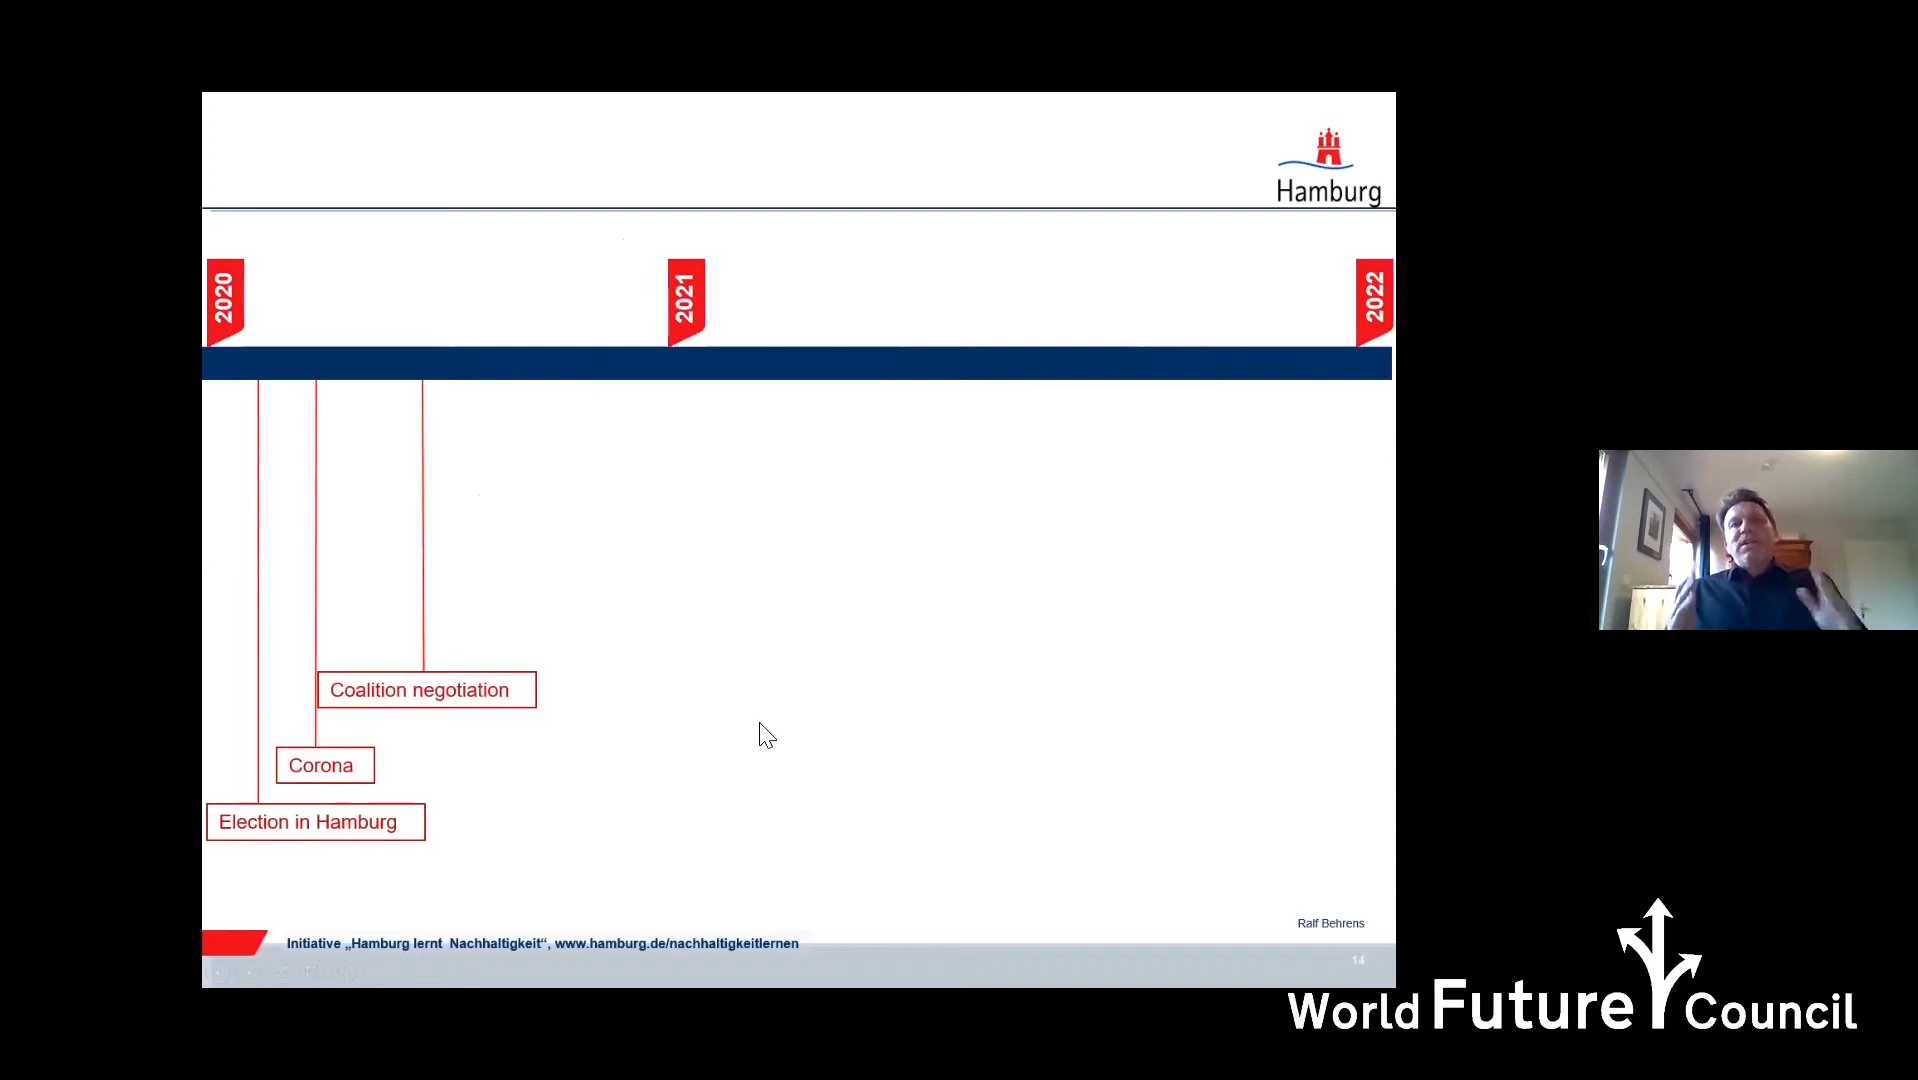 Hamburg
2020
2021
2022
Coalition negotiation
Corona
Election in Hamburg
Ralf Behrens
Initiative „Hamburg lernt Nachhaltigkeit“, www.hamburg.de/nachhaltigkeitlernen
14
World Future Council